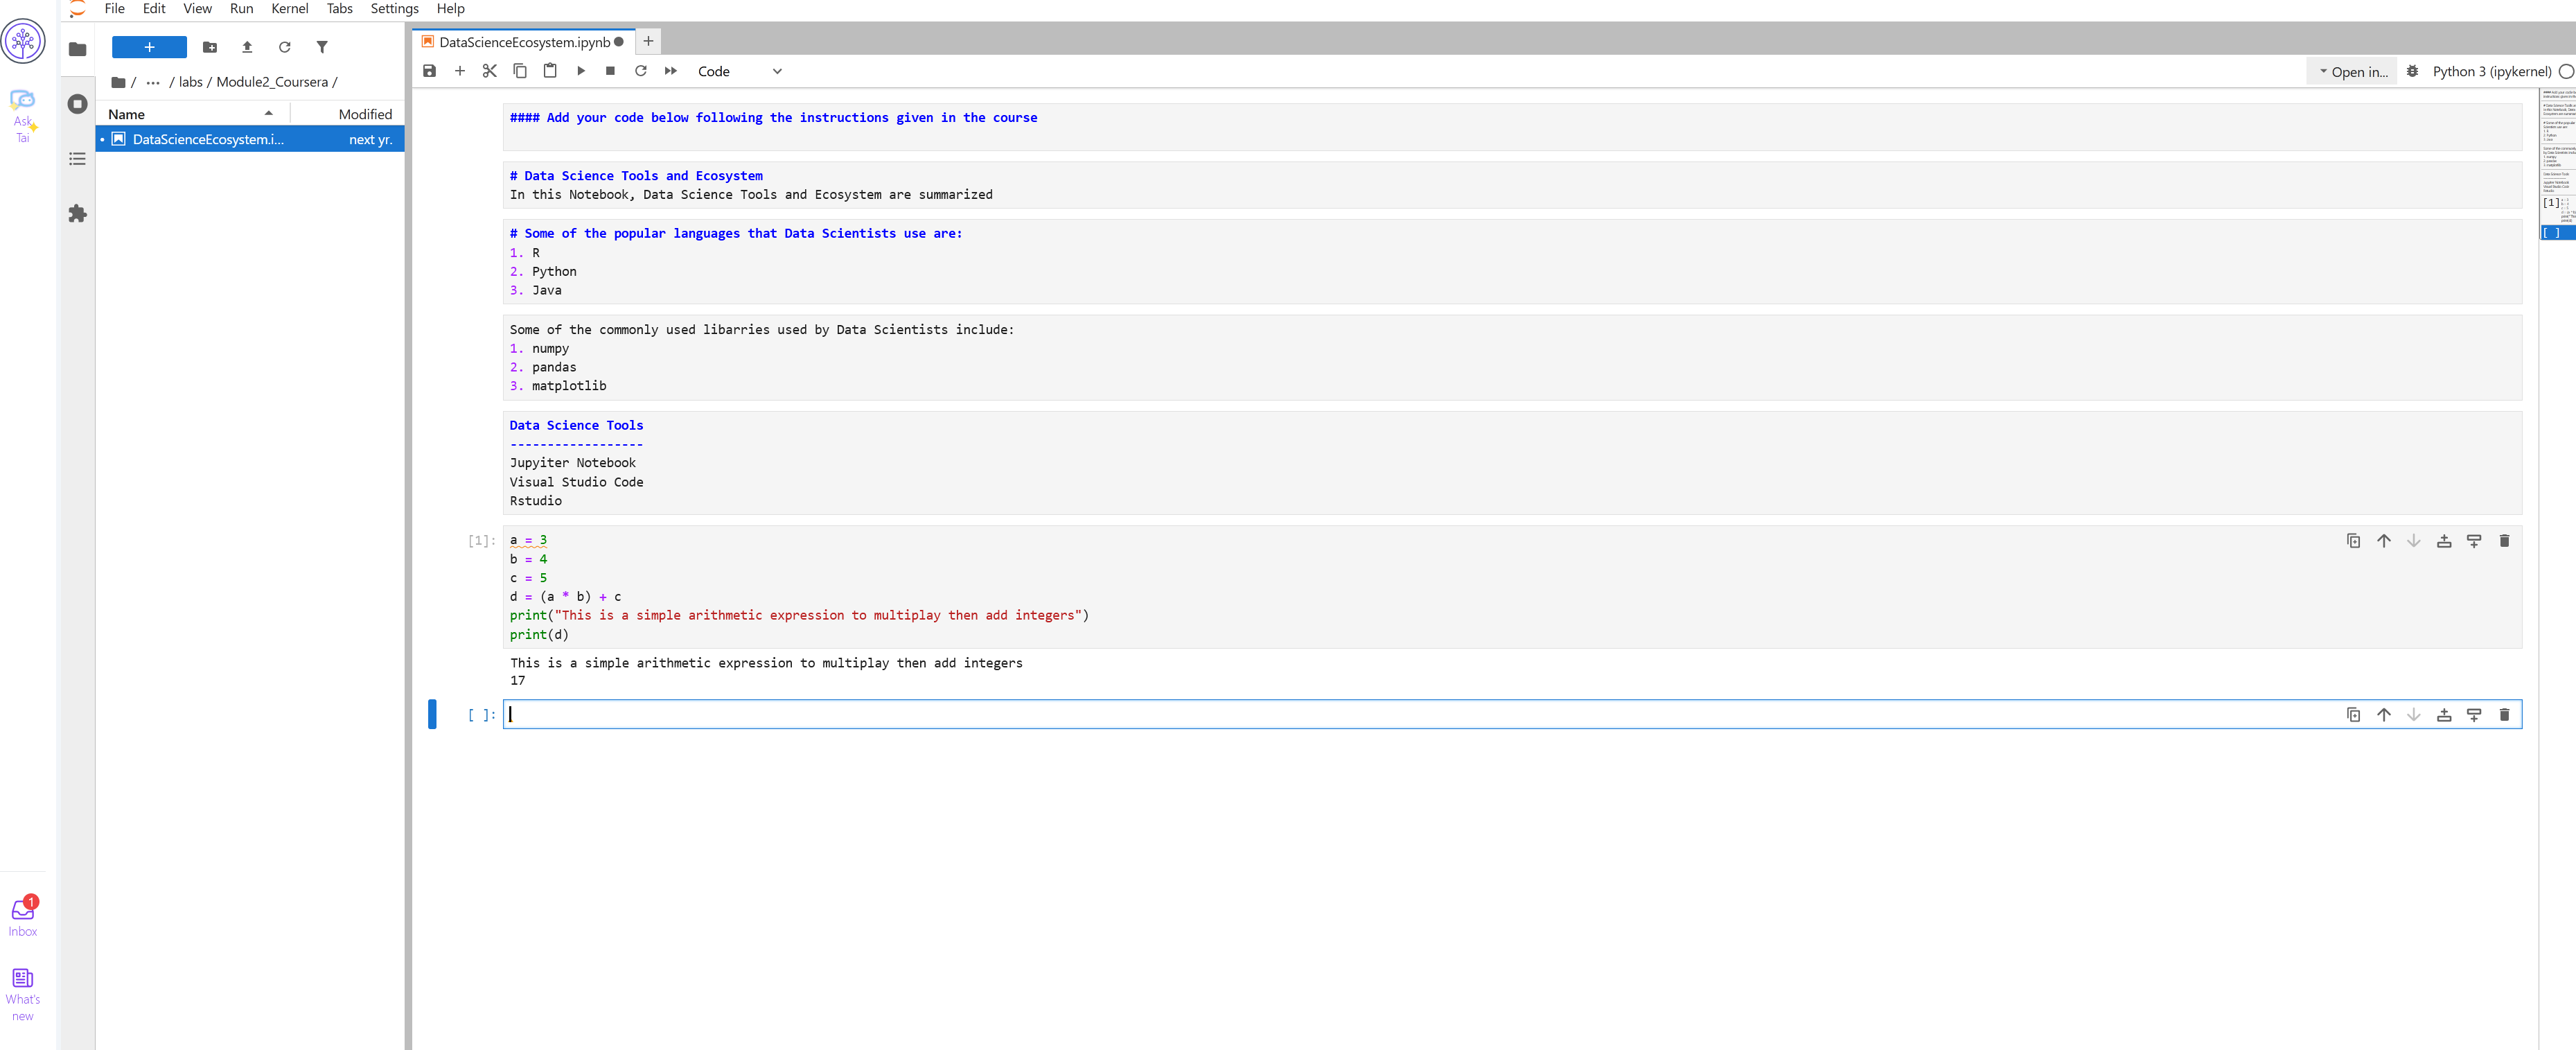 File Edit View Run Kernel Tabs Settings Help
Ask
Tai
Inbox
1
What's
new
+
/ ... / labs / Module2_Coursera /
Name Modified
DataScienceEcosystem.i... next yr.
DataScienceEcosystem.ipynb
Code
Open in...
Python 3 (ipykernel)
#### Add your code below following the instructions given in the course
# Data Science Tools and Ecosystem
In this Notebook, Data Science Tools and Ecosystem are summarized
# Some of the popular languages that Data Scientists use are:
1. R
2. Python
3. Java
Some of the commonly used libarries used by Data Scientists include:
1. numpy
2. pandas
3. matplotlib
Data Science Tools
------------------
Jupyiter Notebook
Visual Studio Code
Rstudio
[1]:
a = 3
b = 4
c = 5
d = (a * b) + c
print("This is a simple arithmetic expression to multiplay then add integers")
print(d)
This is a simple arithmetic expression to multiplay then add integers
17
[ ]:
[1]
[ ]